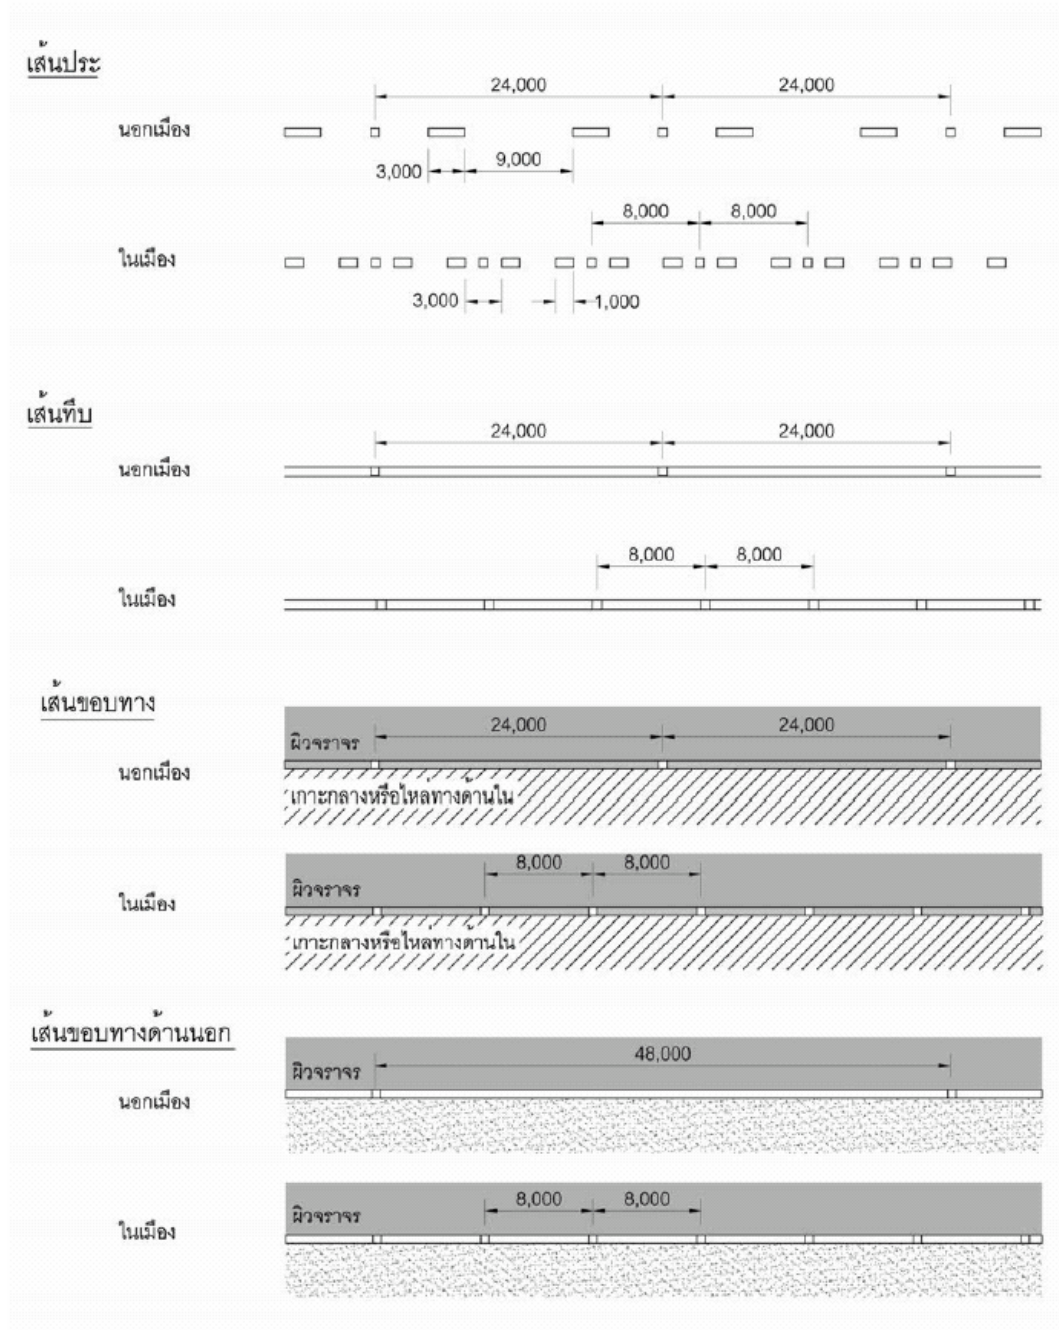 เส้นประ
24,000 24,000
นอกเมือง
3,000 9,000
8,000 8,000
ในเมือง
3,000 1,000
เส้นทึบ
24,000 24,000
นอกเมือง
8,000 8,000
ในเมือง
เส้นขอบทาง
24,000 24,000
ผิวจราจร
นอกเมือง
เกาะกลางหรือไหล่ทางด้านใน
8,000 8,000
ผิวจราจร
ในเมือง
เกาะกลางหรือไหล่ทางด้านใน
เส้นขอบทางด้านนอก
48,000
ผิวจราจร
นอกเมือง
8,000 8,000
ผิวจราจร
ในเมือง